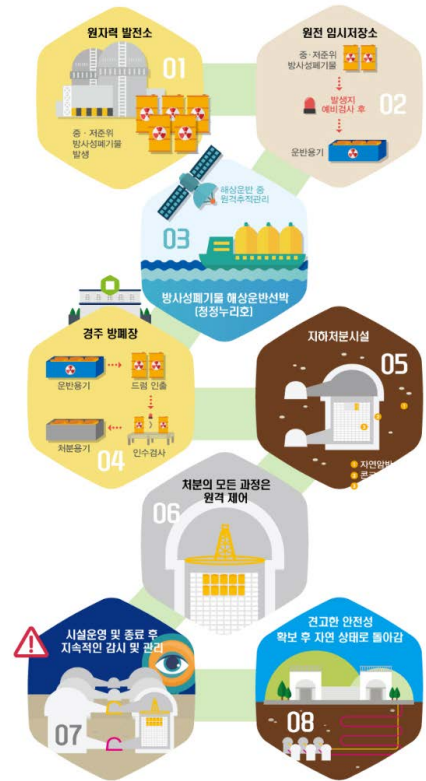 원자력 발전소
01
중 · 저준위
방사성폐기물
발생
원전 임시저장소
중 · 저준위
방사성폐기물
발생지
예비검사 후
02
운반용기
해상운반 중
원격추적관리
03
방사성폐기물 해상운반선박
(청정누리호)
경주 방폐장
운반용기
드럼 인출
처분용기
인수검사
04
지하처분시설
05
자연암반
처분의 모든 과정은
원격 제어
06
시설운영 및 종료 후
지속적인 감시 및 관리
07
견고한 안전성
확보 후 자연 상태로 돌아감
08